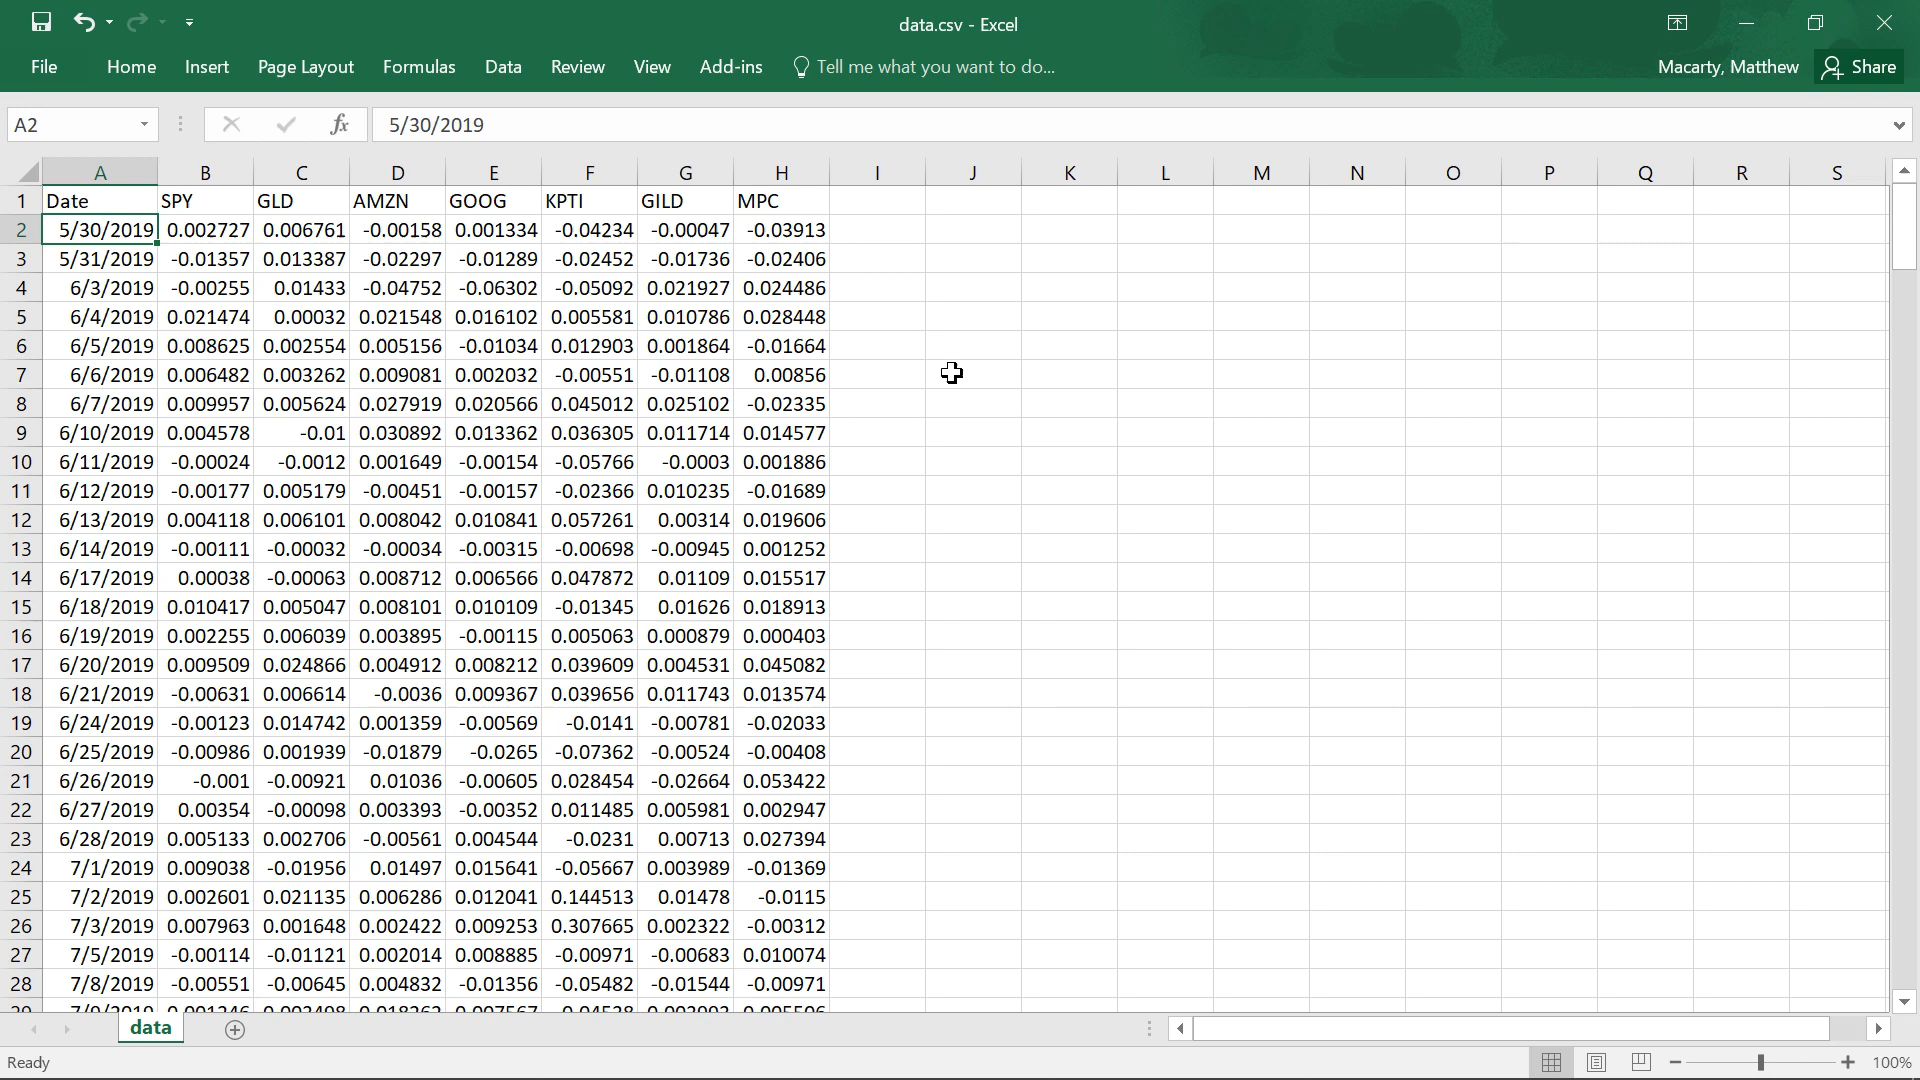 data.csv - Excel
File Home Insert Page Layout Formulas Data Review View Add-ins Tell me what you want to do... Macarty, Matthew Share
A2 fx 5/30/2019
A B C D E F G H I J K L M N O P Q R S
1 Date SPY GLD AMZN GOOG KPTI GILD MPC
2 5/30/2019 0.002727 0.006761 -0.00158 0.001334 -0.04234 -0.00047 -0.03913
3 5/31/2019 -0.01357 0.013387 -0.02297 -0.01289 -0.02452 -0.01736 -0.02406
4 6/3/2019 -0.00255 0.01433 -0.04752 -0.06302 -0.05092 0.021927 0.024486
5 6/4/2019 0.021474 0.00032 0.021548 0.016102 0.005581 0.010786 0.028448
6 6/5/2019 0.008625 0.002554 0.005156 -0.01034 0.012903 0.001864 -0.01664
7 6/6/2019 0.006482 0.003262 0.009081 0.002032 -0.00551 -0.01108 0.00856
8 6/7/2019 0.009957 0.005624 0.027919 0.020566 0.045012 0.025102 -0.02335
9 6/10/2019 0.004578 -0.01 0.030892 0.013362 0.036305 0.011714 0.014577
10 6/11/2019 -0.00024 -0.0012 0.001649 -0.00154 -0.05766 -0.0003 0.001886
11 6/12/2019 -0.00177 0.005179 -0.00451 -0.00157 -0.02366 0.010235 -0.01689
12 6/13/2019 0.004118 0.006101 0.008042 0.010841 0.057261 0.00314 0.019606
13 6/14/2019 -0.00111 -0.00032 -0.00034 -0.00315 -0.00698 -0.00945 0.001252
14 6/17/2019 0.00038 -0.00063 0.008712 0.006566 0.047872 0.01109 0.015517
15 6/18/2019 0.010417 0.005047 0.008101 0.010109 -0.01345 0.01626 0.018913
16 6/19/2019 0.002255 0.006039 0.003895 -0.00115 0.005063 0.000879 0.000403
17 6/20/2019 0.009509 0.024866 0.004912 0.008212 0.039609 0.004531 0.045082
18 6/21/2019 -0.00631 0.006614 -0.0036 0.009367 0.039656 0.011743 0.013574
19 6/24/2019 -0.00123 0.014742 0.001359 -0.00569 -0.0141 -0.00781 -0.02033
20 6/25/2019 -0.00986 0.001939 -0.01879 -0.0265 -0.07362 -0.00524 -0.00408
21 6/26/2019 -0.001 -0.00921 0.01036 -0.00605 0.028454 -0.02664 0.053422
22 6/27/2019 0.00354 -0.00098 0.003393 -0.00352 0.011485 0.005981 0.002947
23 6/28/2019 0.005133 0.002706 -0.00561 0.004544 -0.0231 0.00713 0.027394
24 7/1/2019 0.009038 -0.01956 0.01497 0.015641 -0.05667 0.003989 -0.01369
25 7/2/2019 0.002601 0.021135 0.006286 0.012041 0.144513 0.01478 -0.0115
26 7/3/2019 0.007963 0.001648 0.002422 0.009253 0.307665 0.002322 -0.00312
27 7/5/2019 -0.00114 -0.01121 0.002014 0.008885 -0.00971 -0.00683 0.010074
28 7/8/2019 -0.00551 -0.00645 0.004832 -0.01356 -0.05482 -0.01544 -0.00971
data
Ready 100%